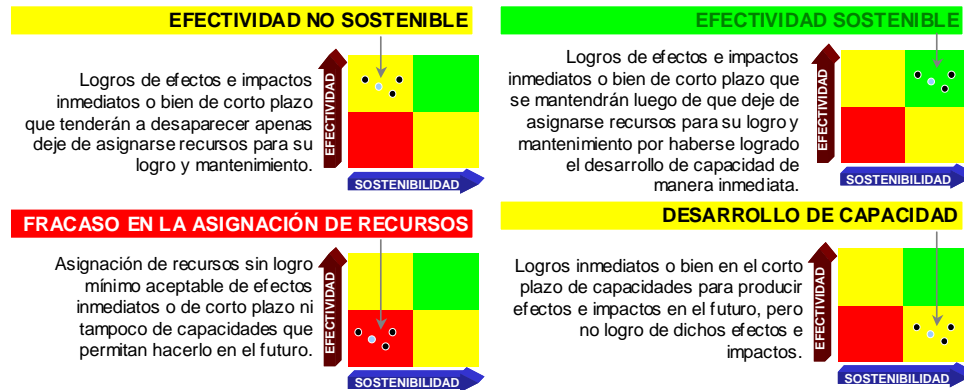 EFECTIVIDAD NO SOSTENIBLE
Logros de efectos e impactos
inmediatos o bien de corto plazo
que tenderán a desaparecer apenas
deje de asignarse recursos para su
logro y mantenimiento.
EFECTIVIDAD
SOSTENIBILIDAD
EFECTIVIDAD SOSTENIBLE
Logros de efectos e impactos
inmediatos o bien de corto plazo que
se mantendrán luego de que deje de
asignarse recursos para su logro y
mantenimiento por haberse logrado
el desarrollo de capacidad de
manera inmediata.
EFECTIVIDAD
SOSTENIBILIDAD
FRACASO EN LA ASIGNACIÓN DE RECURSOS
Asignación de recursos sin logro
mínimo aceptable de efectos
inmediatos o de corto plazo ni
tampoco de capacidades que
permitan hacerlo en el futuro.
EFECTIVIDAD
SOSTENIBILIDAD
DESARROLLO DE CAPACIDAD
Logros inmediatos o bien en el corto
plazo de capacidades para producir
efectos e impactos en el futuro, pero
no logro de dichos efectos e
impactos.
EFECTIVIDAD
SOSTENIBILIDAD